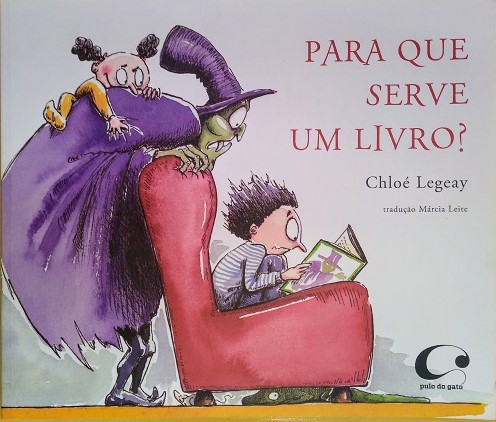 PARA QUE
SERVE
UM LIVRO?
Chloé Legeay
tradução Márcia Leite
pulo do gato